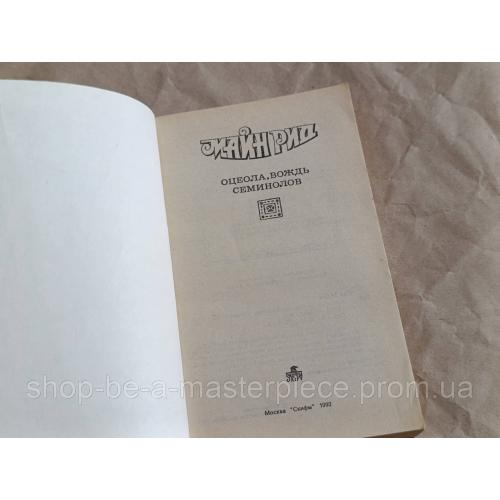 МАЙН РИД
ОЦЕОЛА, ВОЖДЬ
СЕМИНОЛОВ
shop-be-a-masterpiece.prom.ua
Москва "Скифы" 1992